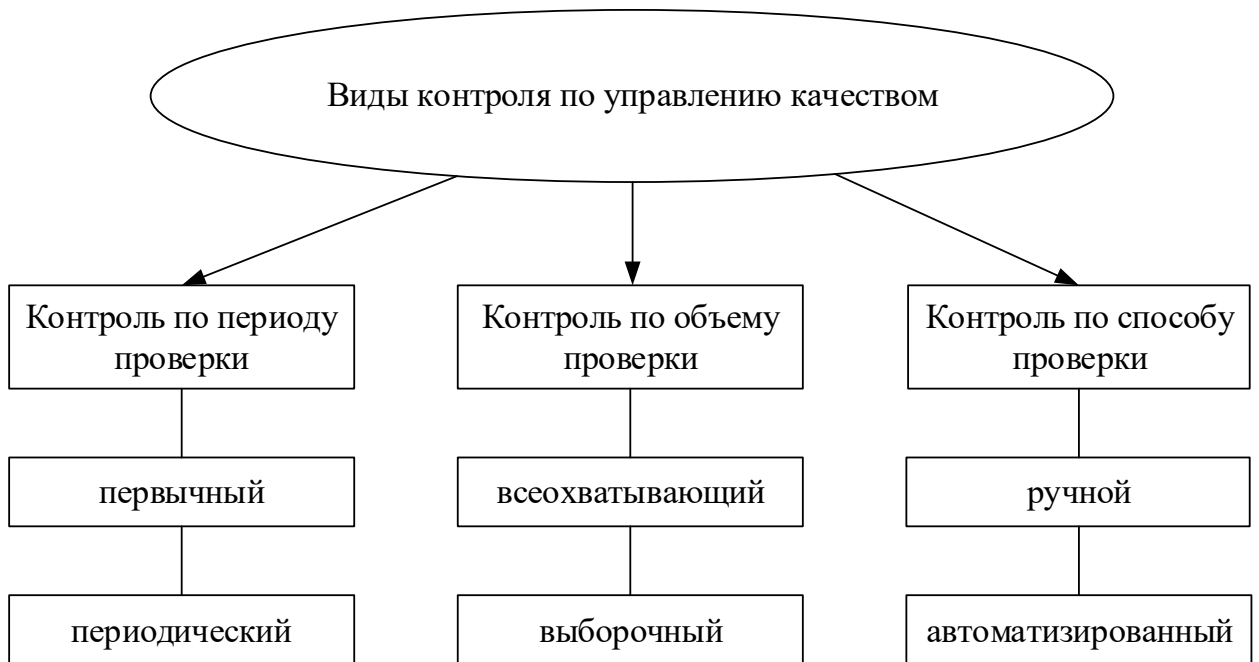 Виды контроля по управлению качеством
Контроль по периоду
проверки
Контроль по объему
проверки
Контроль по способу
проверки
первычный
всеохватывающий
ручной
периодический
выборочный
автоматизированный